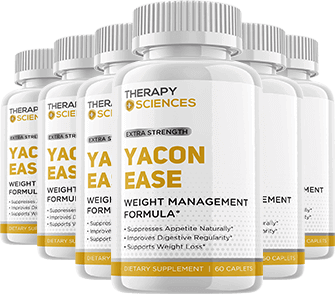 THERAPY
SCIENCES
EXTRA STRENGTH
YACON
EASE
WEIGHT MANAGEMENT
FORMULA*
• Suppresses Appetite Naturally*
• Improves Digestive Regularity*
• Supports Weight Loss*
DIETARY SUPPLEMENT | 60 CAPLETS